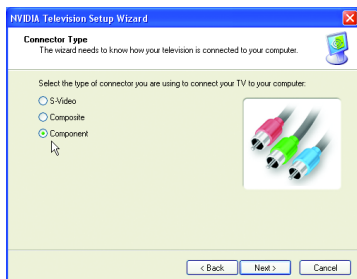 NVIDIA Television Setup Wizard
Connector Type
The wizard needs to know how your television is connected to your computer.
Select the type of connector you are using to connect your TV to your computer:
S-Video
Composite
Component
< Back
Next >
Cancel